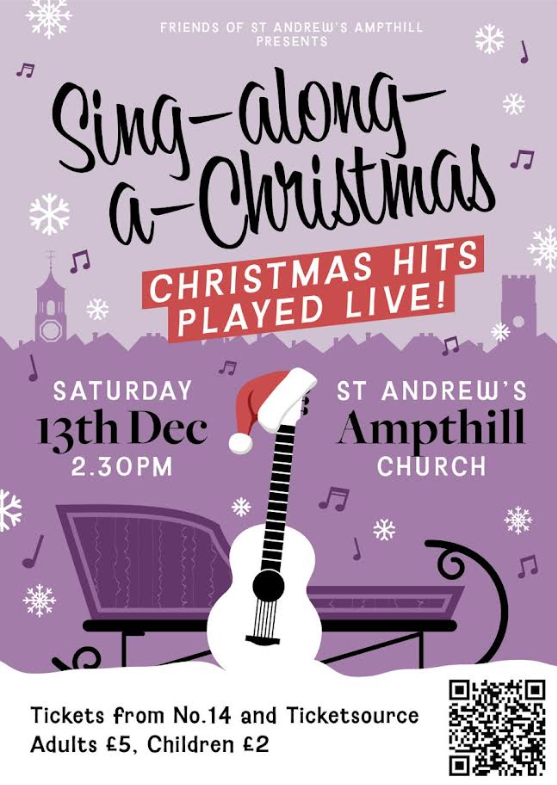 FRIENDS OF ST ANDREW'S AMPTHILL
PRESENTS
Sing-along-
a-Christmas
CHRISTMAS HITS
PLAYED LIVE!
SATURDAY
13th Dec
2.30PM
ST ANDREW'S
Ampthill
CHURCH
Tickets from No.14 and Ticketsource
Adults £5, Children £2